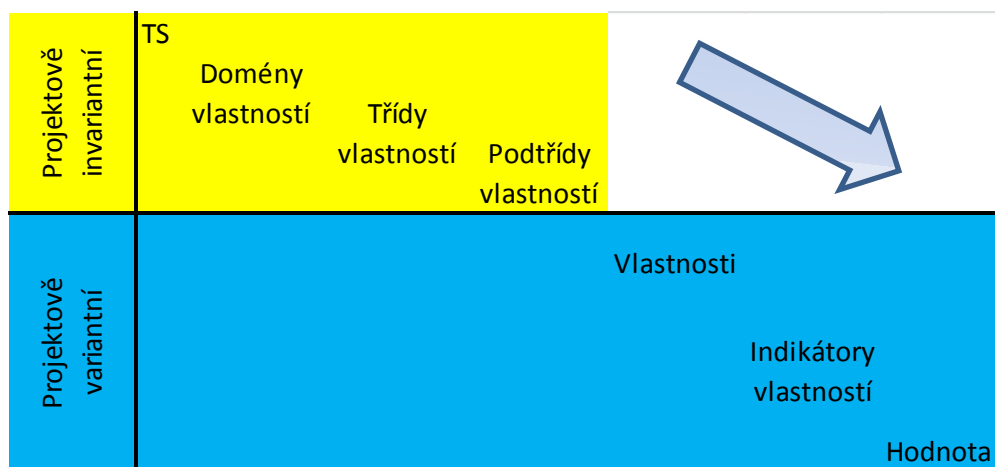 Projektově
invariantní
TS
Domény
vlastností
Třídy
vlastností
Podtřídy
vlastností
Projektově
variantní
Vlastnosti
Indikátory
vlastností
Hodnota